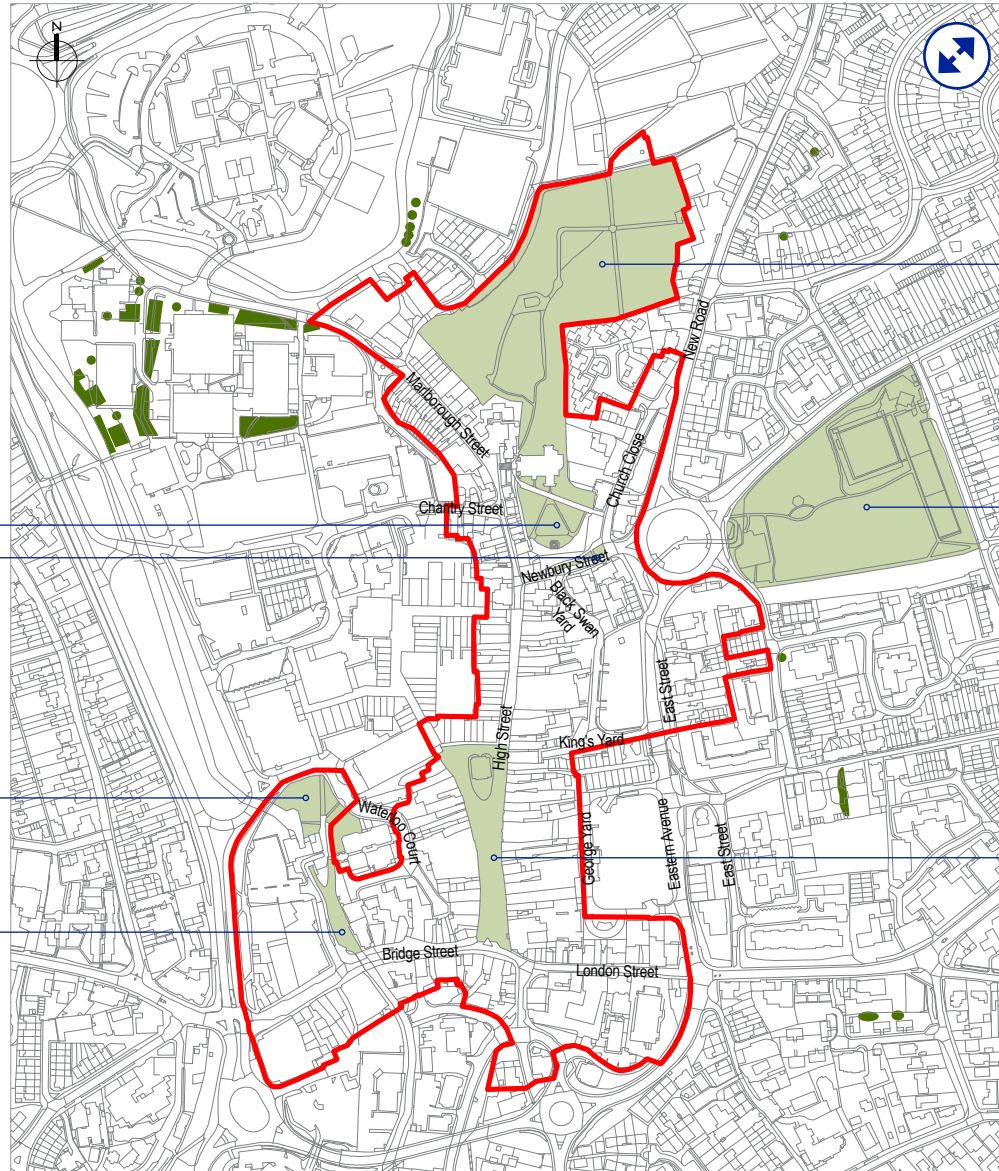 N
New Road
Marlborough Street
Church Close
Chantry Street
Newbury Street
Black Swan
Yard
East Street
High Street
King's Yard
Waterloo Court
George Yard
Eastern Avenue
East Street
Bridge Street
London Street